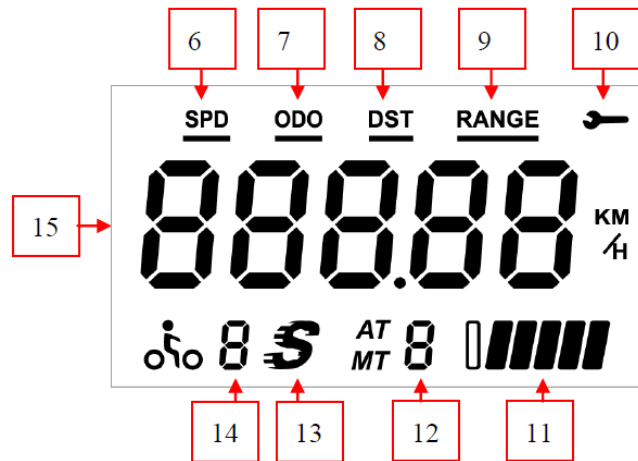 6 7 8 9 10
SPD ODO DST RANGE
15
888.88
KM
/H
8 S AT
MT 8
14 13 12 11